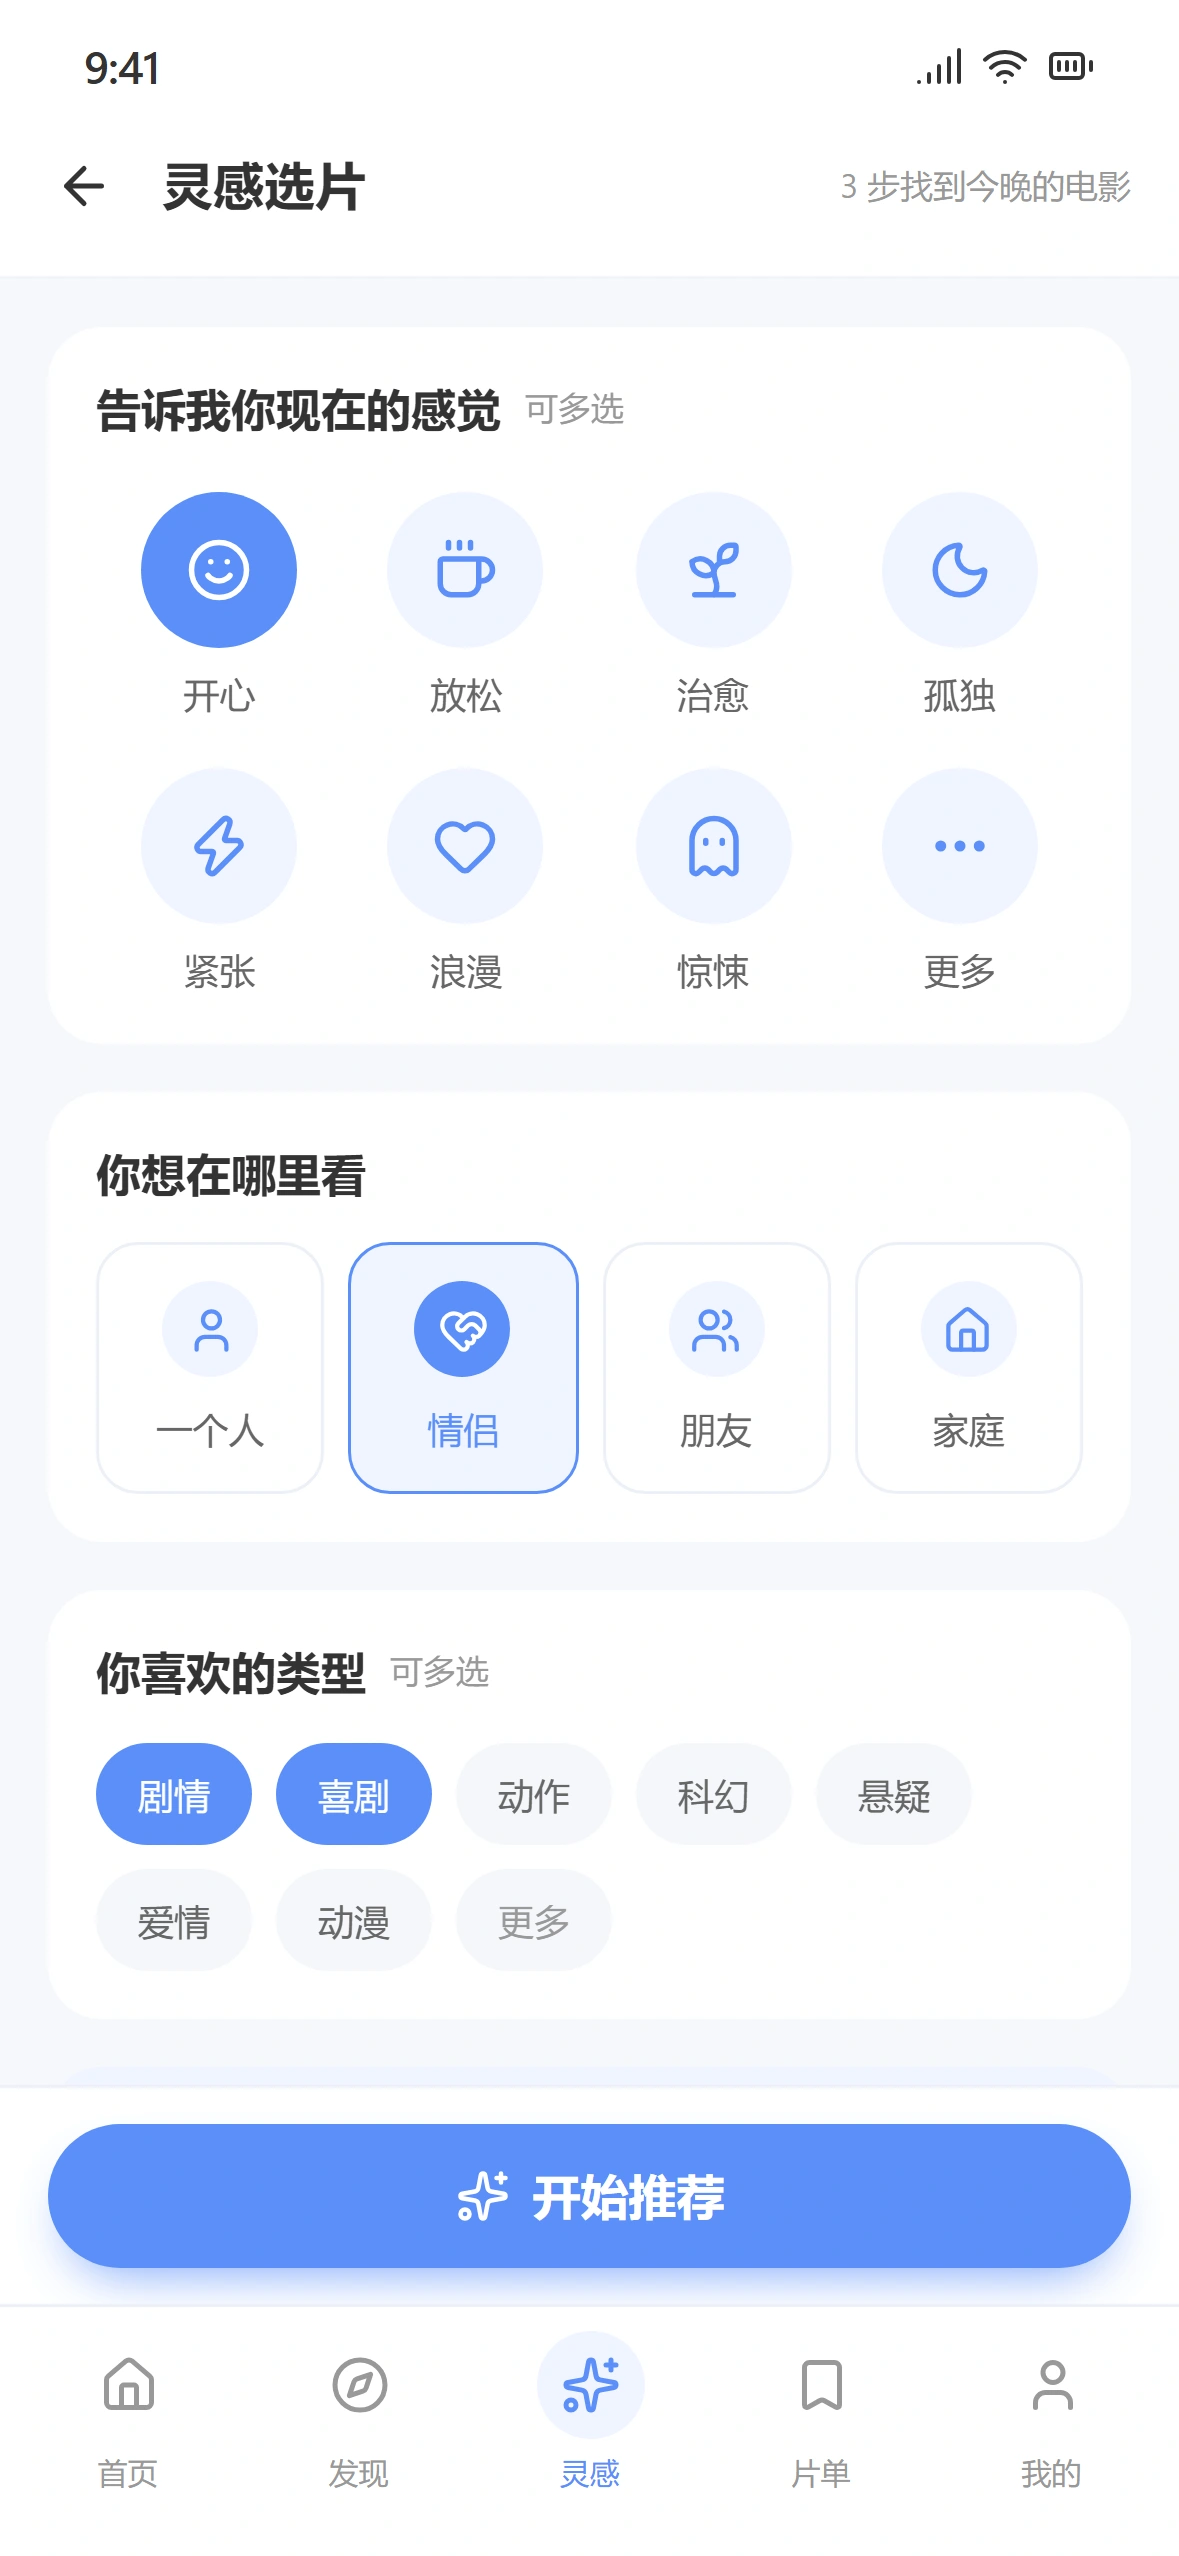 9:41
灵感选片
3 步找到今晚的电影
告诉我你现在的感觉 可多选
开心 放松 治愈 孤独
紧张 浪漫 惊悚 更多
你想在哪里看
一个人 情侣 朋友 家庭
你喜欢的类型 可多选
剧情 喜剧 动作 科幻 悬疑
爱情 动漫 更多
开始推荐
首页 发现 灵感 片单 我的